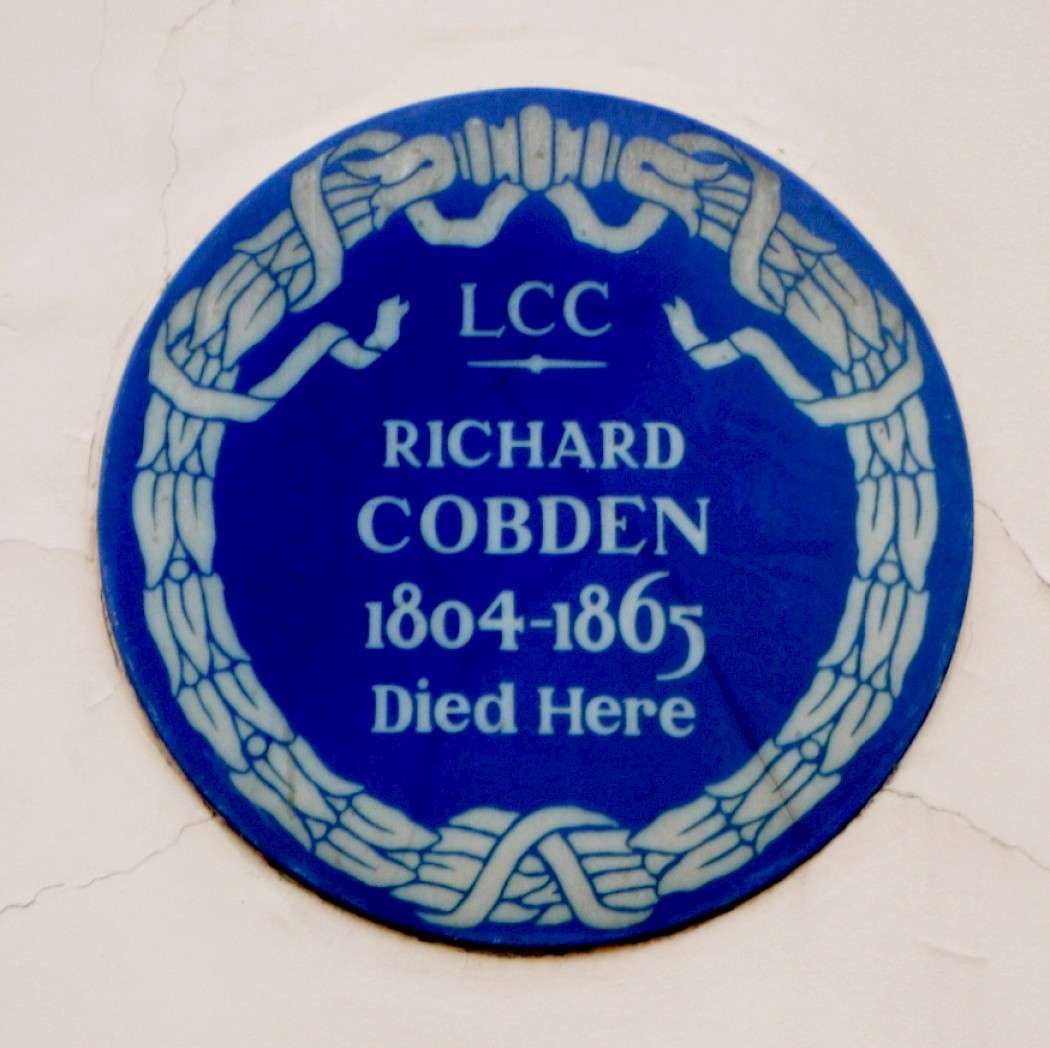 LCC
RICHARD
COBDEN
1804-1865
Died Here